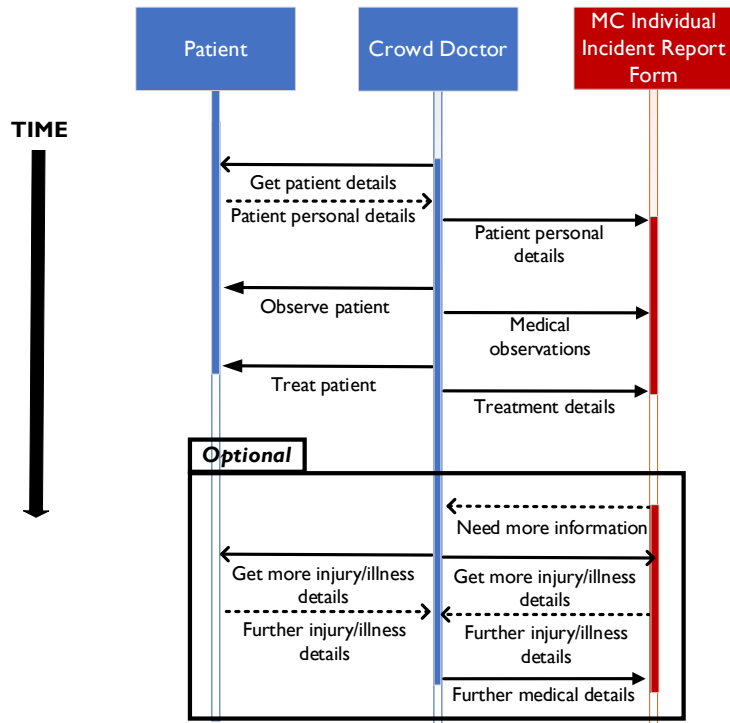 Patient
Crowd Doctor
MC Individual
Incident Report
Form
TIME
Get patient details
Patient personal details
Patient personal
details
Observe patient
Medical
observations
Treat patient
Treatment details
Optional
Need more information
Get more injury/illness
details
Get more injury/illness
details
Further injury/illness
details
Further injury/illness
details
Further medical details